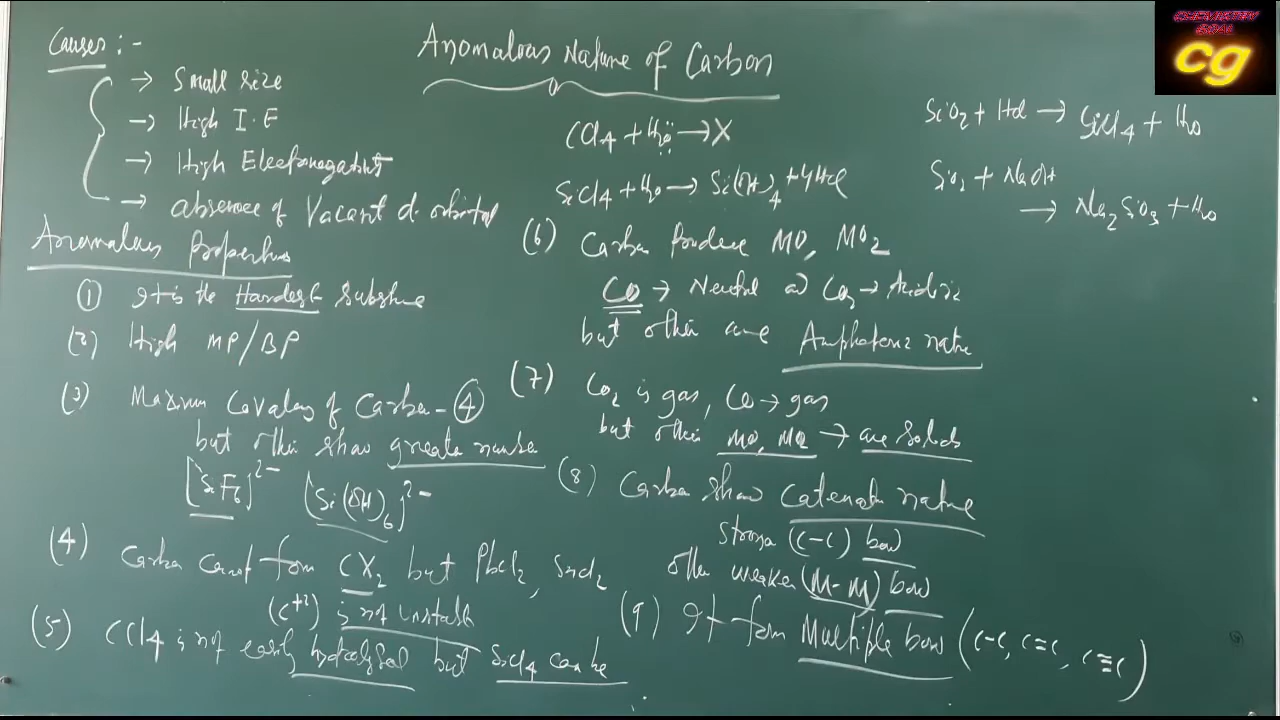 Anomalous Nature of Carbon
CHEMISTRY
GOAL
cg
Causes :-
→ Small size
→ High I.E
→ High Electronegativity
→ absence of Vacant d-orbital
Anomalous Properties
① It is the Hardest Substance
(2) High MP/BP
(3) Maximum Covalency of Carbon - ④
but other show greater number
[SiF6]²⁻ [Si(OH)6]²⁻
(4) Carbon cannot form CX2 but PbCl2, SnCl2
(C⁺²) is not unstable
(5) CCl4 is not easily hydrolysed but SiCl4 can be
CCl4 + H2O → X
SiCl4 + H2O → Si(OH)4 + 4HCl
(6) Carbon Produce MO, MO2
CO → Neutral and CO2 → Acidic
but other are Amphoteric nature
(7) CO2 is gas, CO → gas
but other MO, MO2 → are Solids
(8) Carbon Show Catenation nature
Strong (C-C) bond
other weaker (M-M) bond
(9) It form Multiple bond (C-C, C=C, C≡C)
SiO2 + HCl → SiCl4 + H2O
SiO2 + NaOH
→ Na2SiO3 + H2O